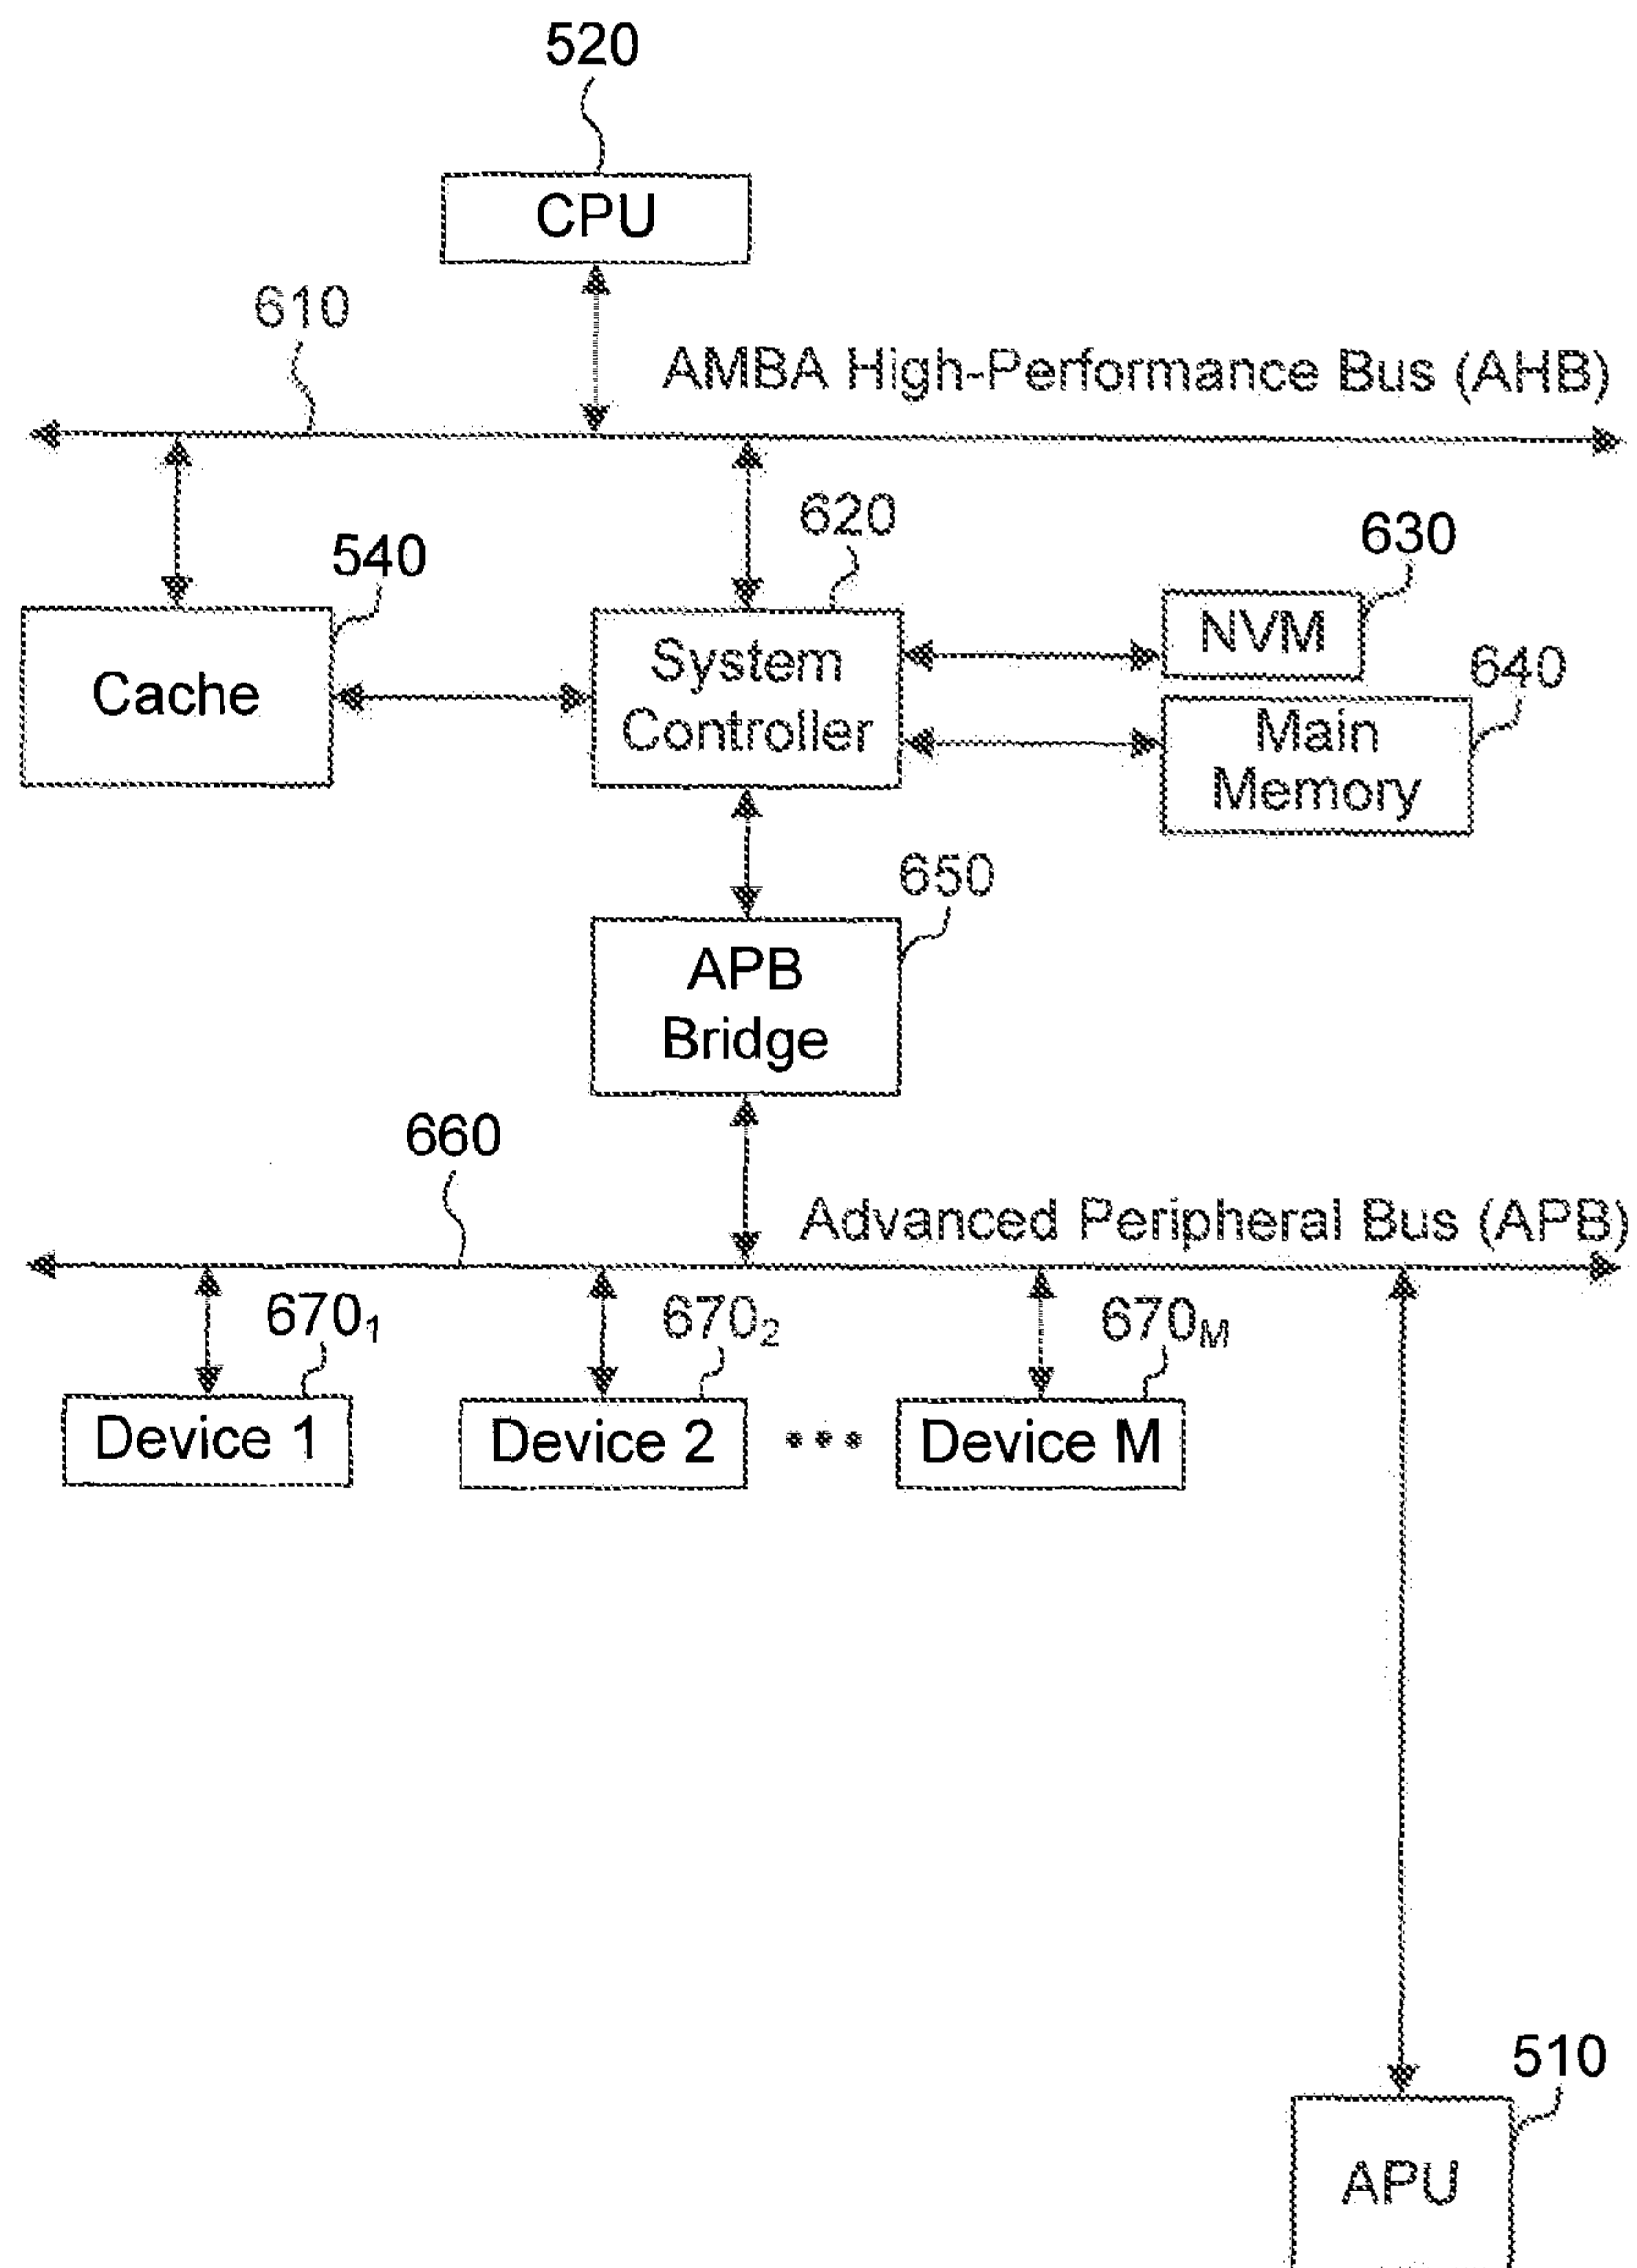 520
CPU
610
AMBA High-Performance Bus (AHB)
620
630
540
NVM
System
Controller
640
Cache
Main
Memory
650
APB
Bridge
660
Advanced Peripheral Bus (APB)
670₁
670₂
670M
Device 1
Device 2
•••
Device M
510
APU